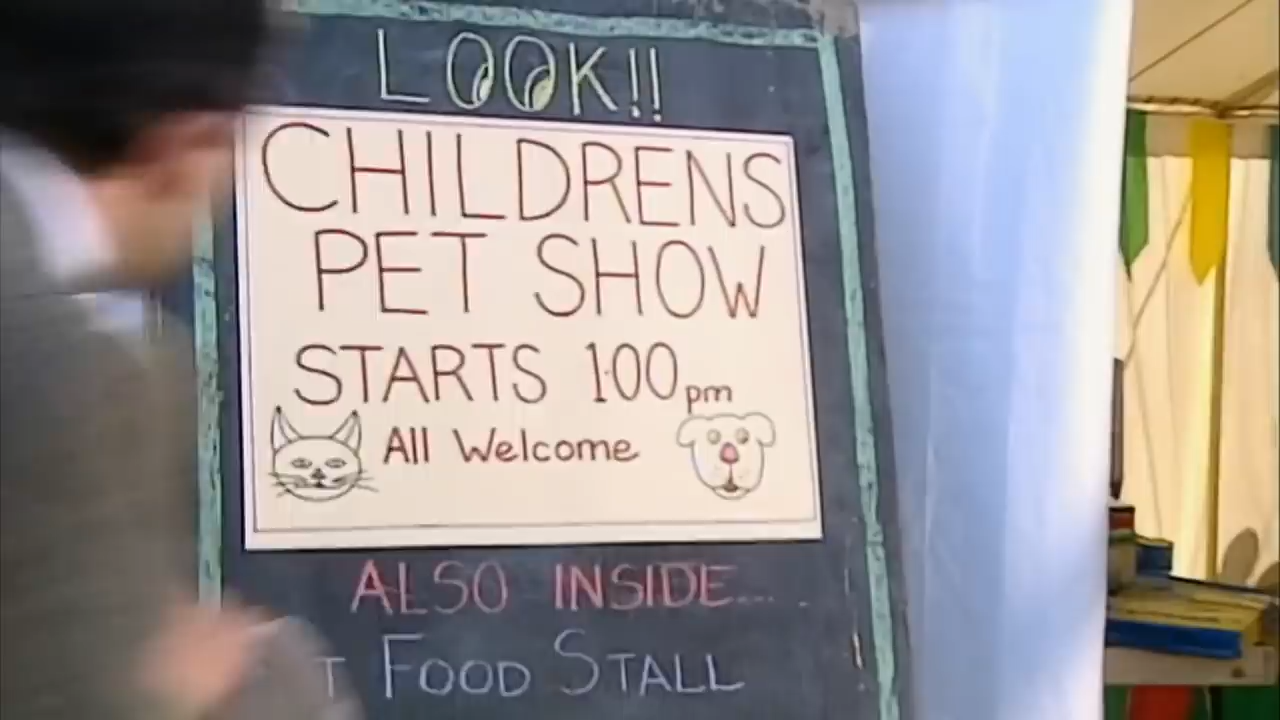 LOOK!!
CHILDRENS
PET SHOW
STARTS 1.00pm
All Welcome
ALSO INSIDE....
FOOD STALL